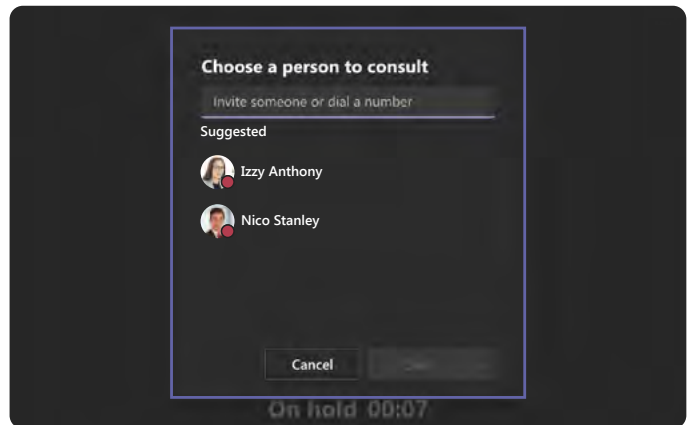 Choose a person to consult
Invite someone or dial a number
Suggested
Izzy Anthony
Nico Stanley
Cancel
On hold 00:07